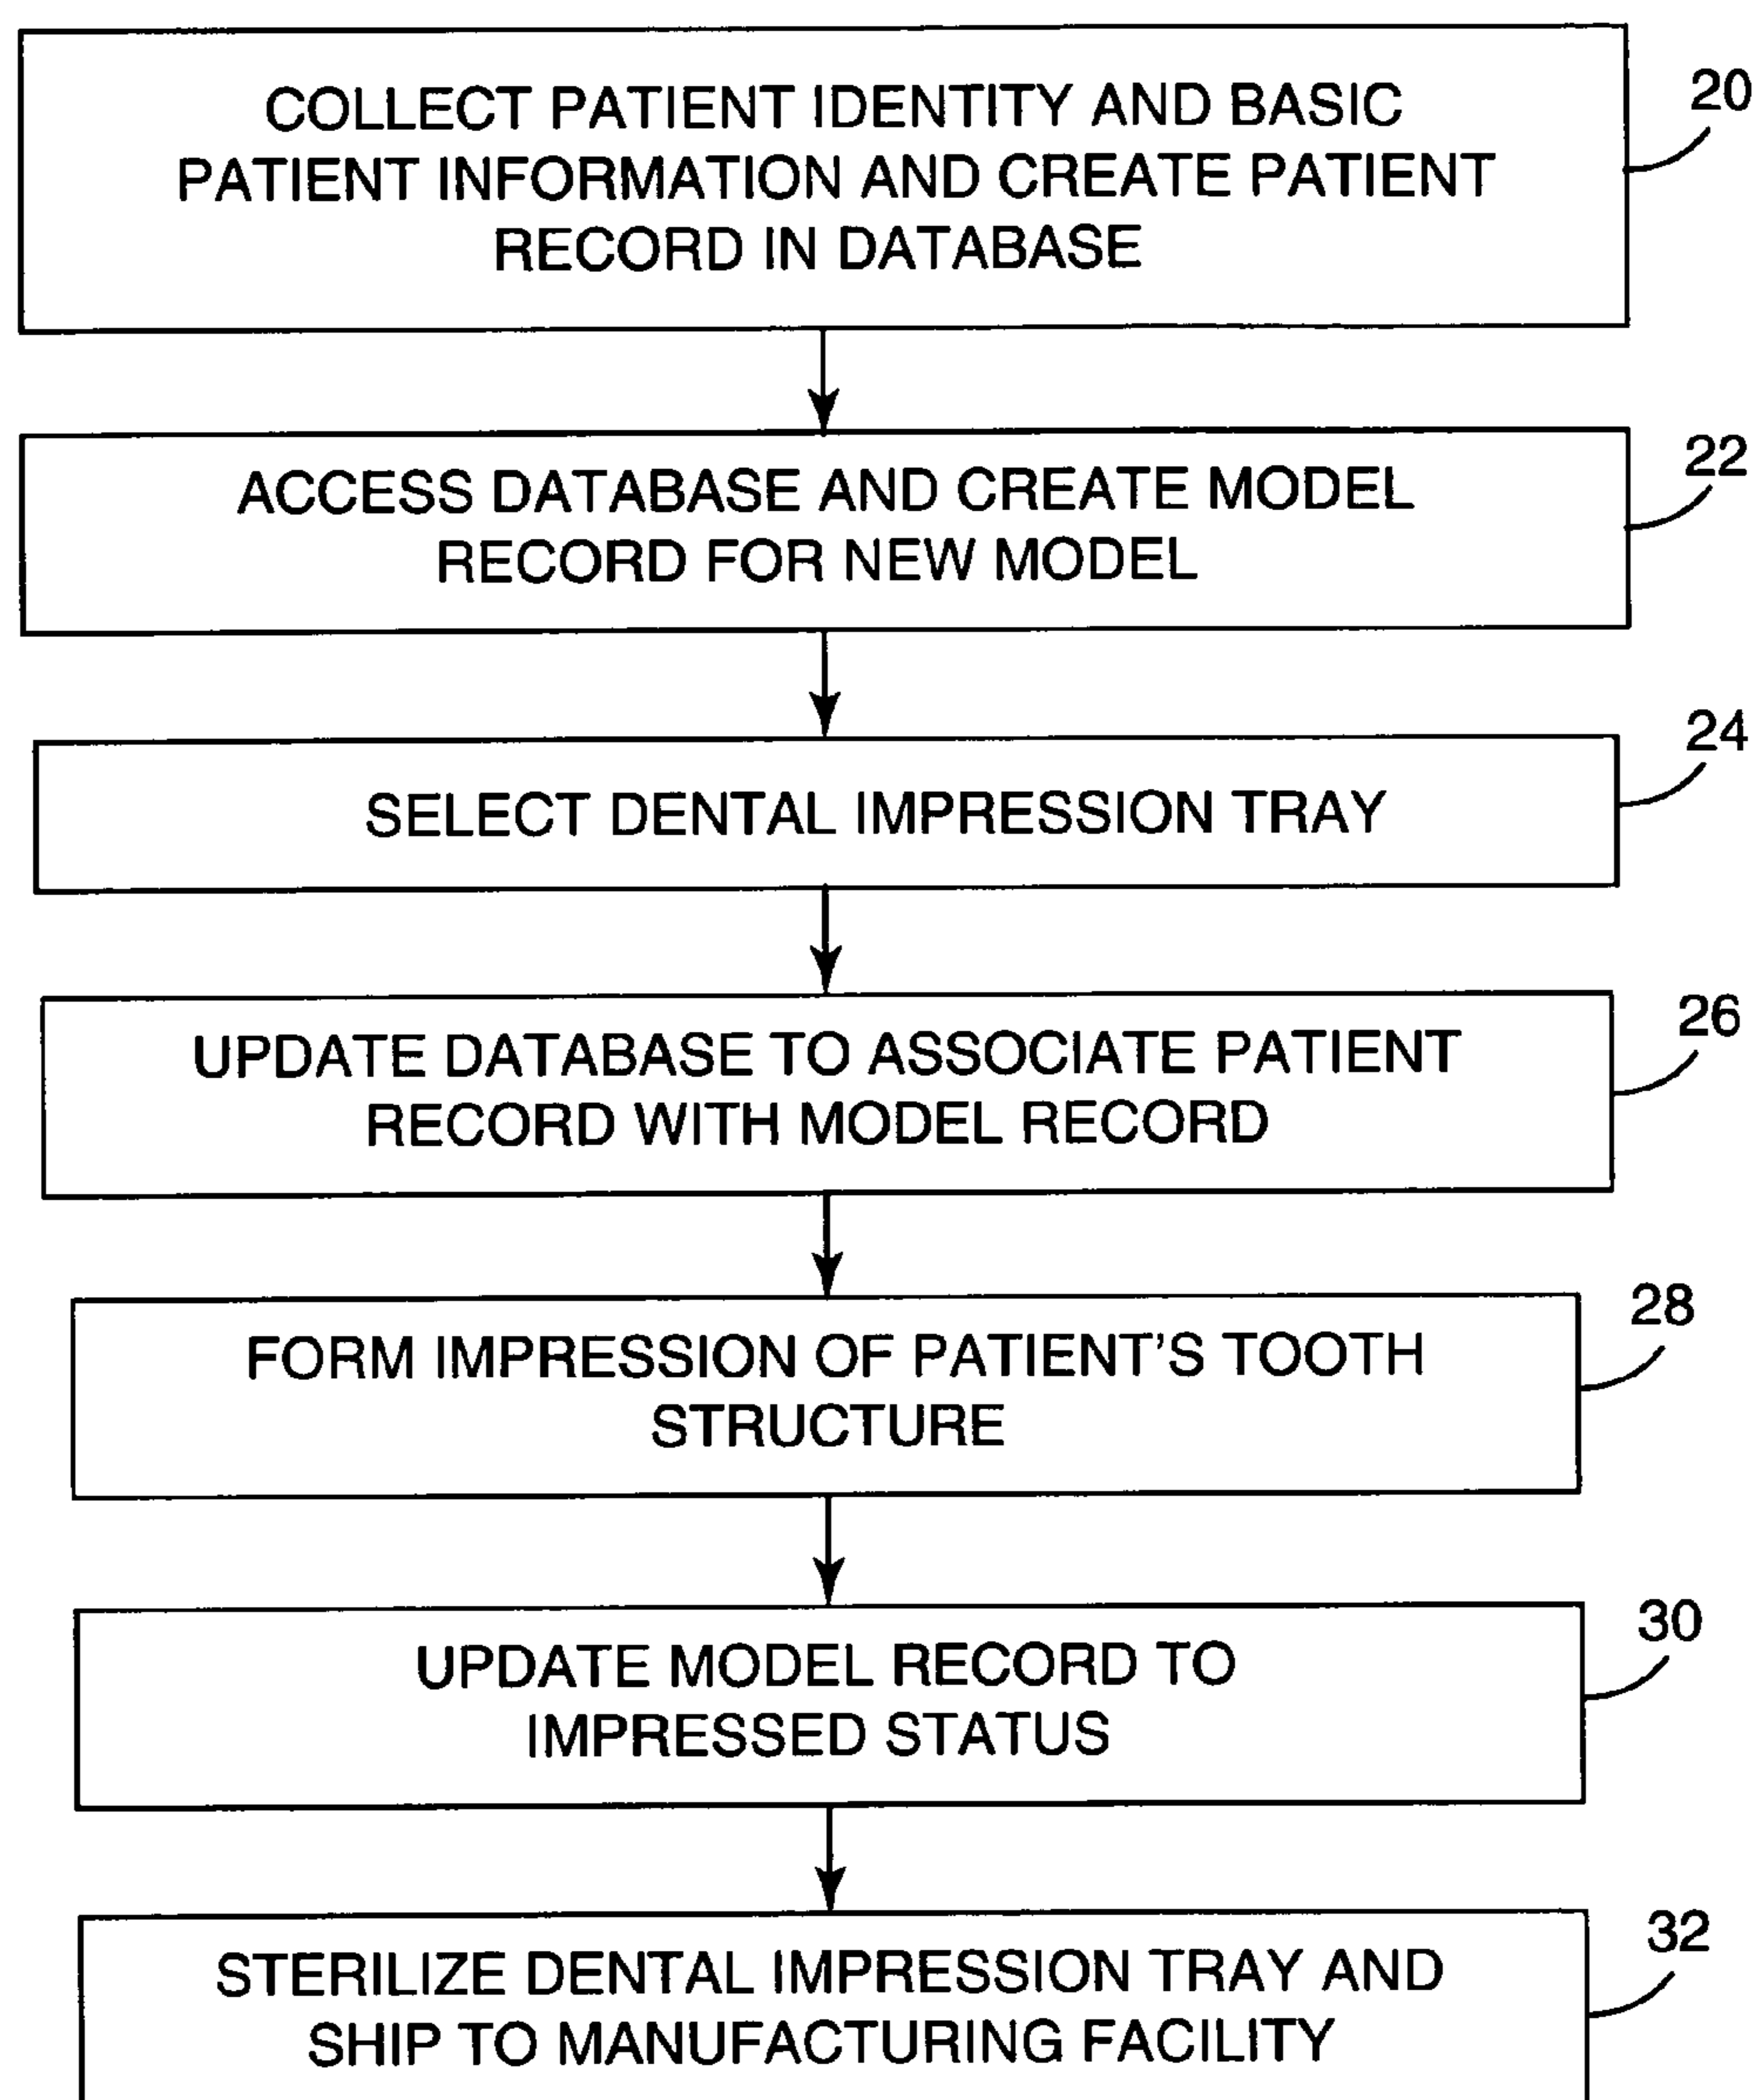 COLLECT PATIENT IDENTITY AND BASIC
PATIENT INFORMATION AND CREATE PATIENT
RECORD IN DATABASE
20
ACCESS DATABASE AND CREATE MODEL
RECORD FOR NEW MODEL
22
SELECT DENTAL IMPRESSION TRAY
24
UPDATE DATABASE TO ASSOCIATE PATIENT
RECORD WITH MODEL RECORD
26
FORM IMPRESSION OF PATIENT'S TOOTH
STRUCTURE
28
UPDATE MODEL RECORD TO
IMPRESSED STATUS
30
STERILIZE DENTAL IMPRESSION TRAY AND
SHIP TO MANUFACTURING FACILITY
32